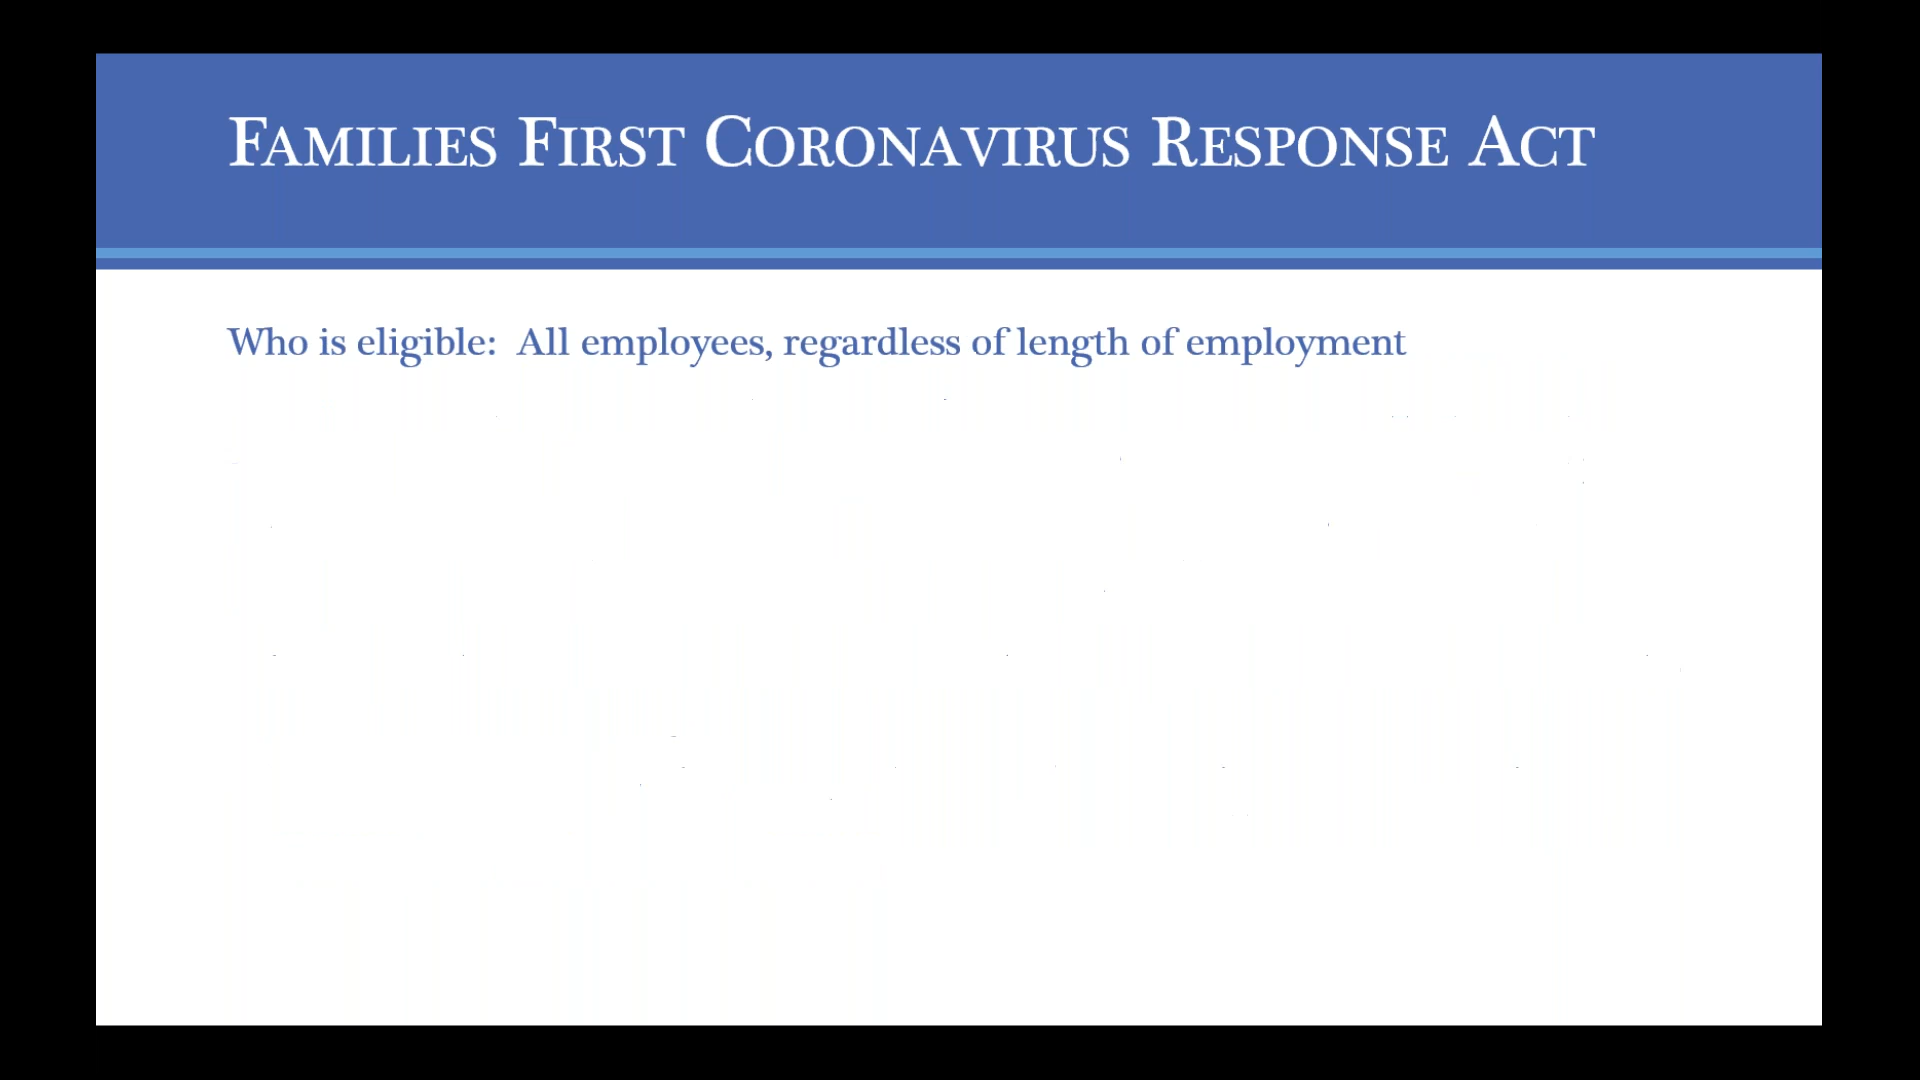 Families First Coronavirus Response Act
Who is eligible:  All employees, regardless of length of employment